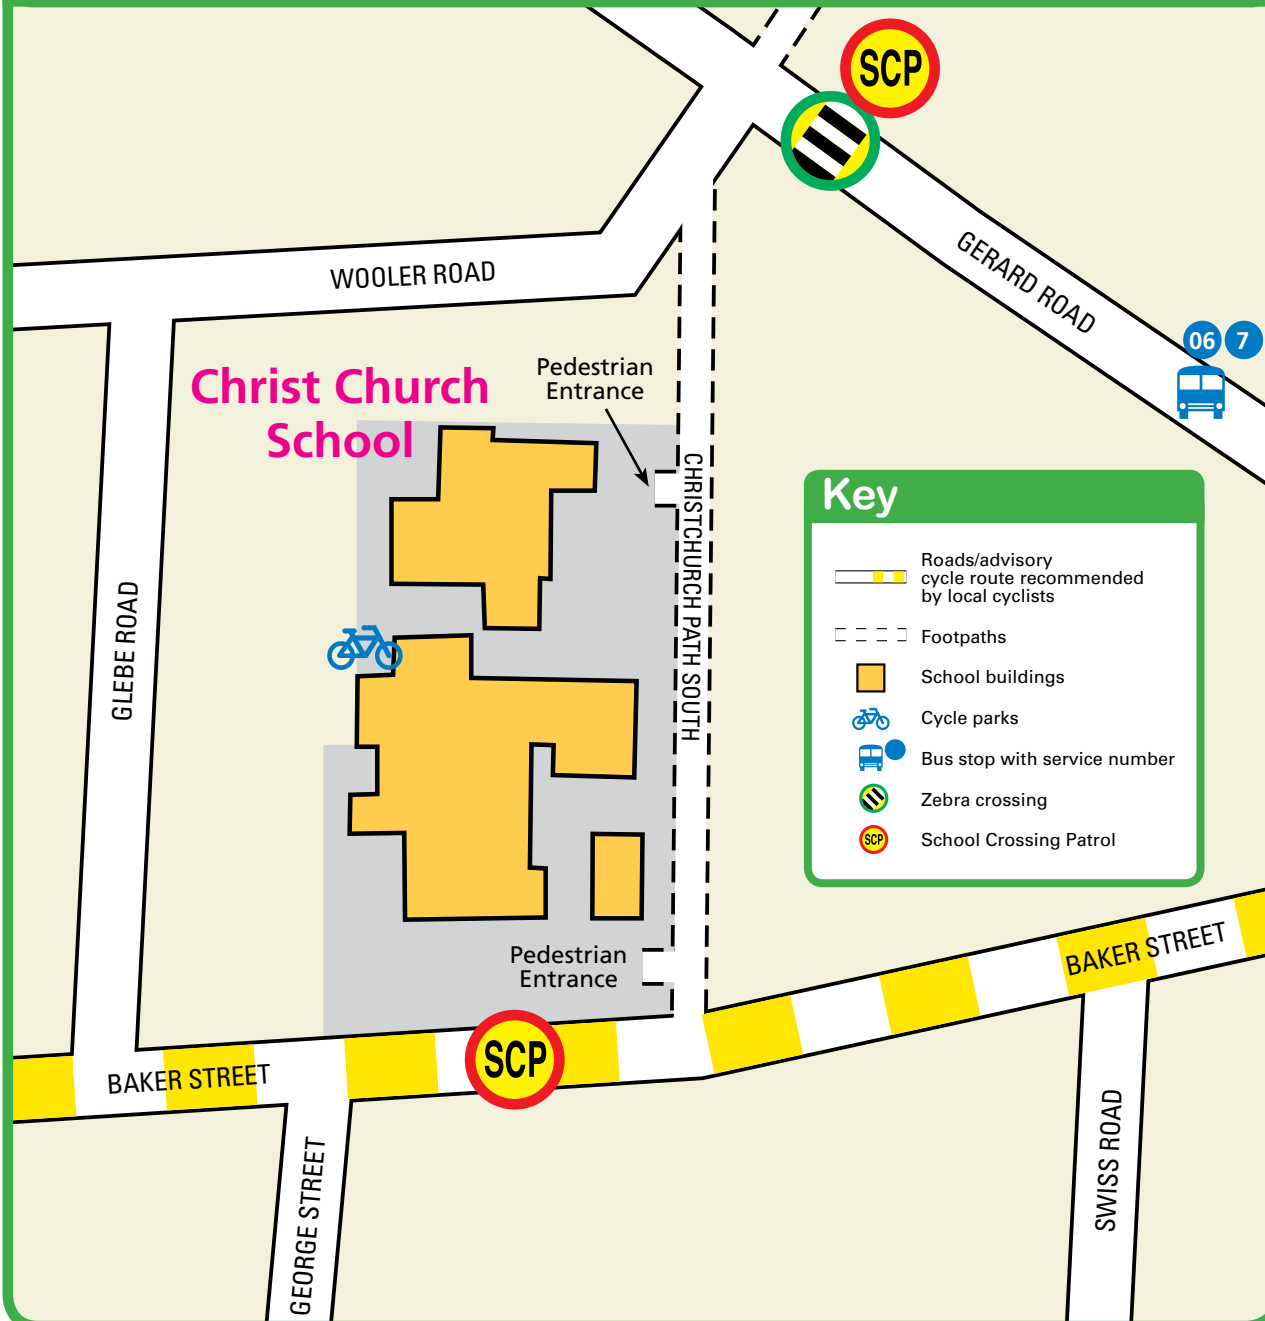 SCP
GERARD ROAD
WOOLER ROAD
06 7
Christ Church
School
Pedestrian
Entrance
CHRISTCHURCH PATH SOUTH
GLEBE ROAD
Key
Roads/advisory
cycle route recommended
by local cyclists
Footpaths
School buildings
Cycle parks
Bus stop with service number
Zebra crossing
SCP
School Crossing Patrol
Pedestrian
Entrance
BAKER STREET
SCP
BAKER STREET
GEORGE STREET
SWISS ROAD